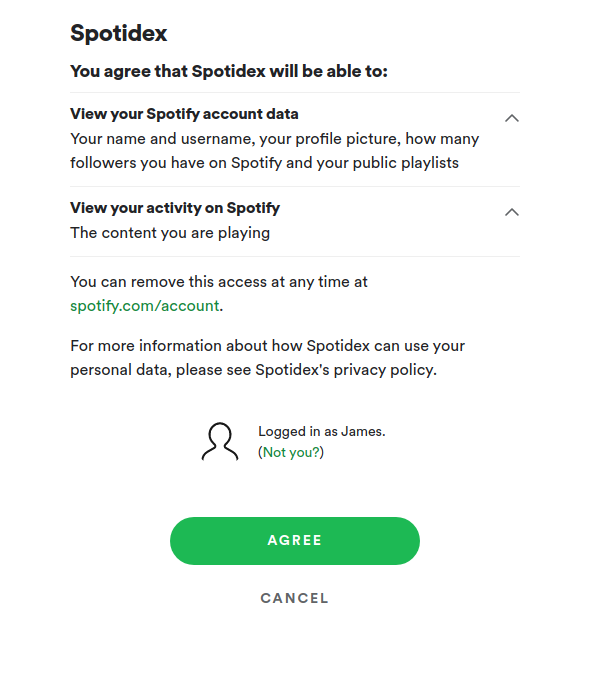 Spotidex
You agree that Spotidex will be able to:
View your Spotify account data
Your name and username, your profile picture, how many
followers you have on Spotify and your public playlists
View your activity on Spotify
The content you are playing
You can remove this access at any time at
spotify.com/account.
For more information about how Spotidex can use your
personal data, please see Spotidex's privacy policy.
Logged in as James.
(Not you?)
AGREE
CANCEL